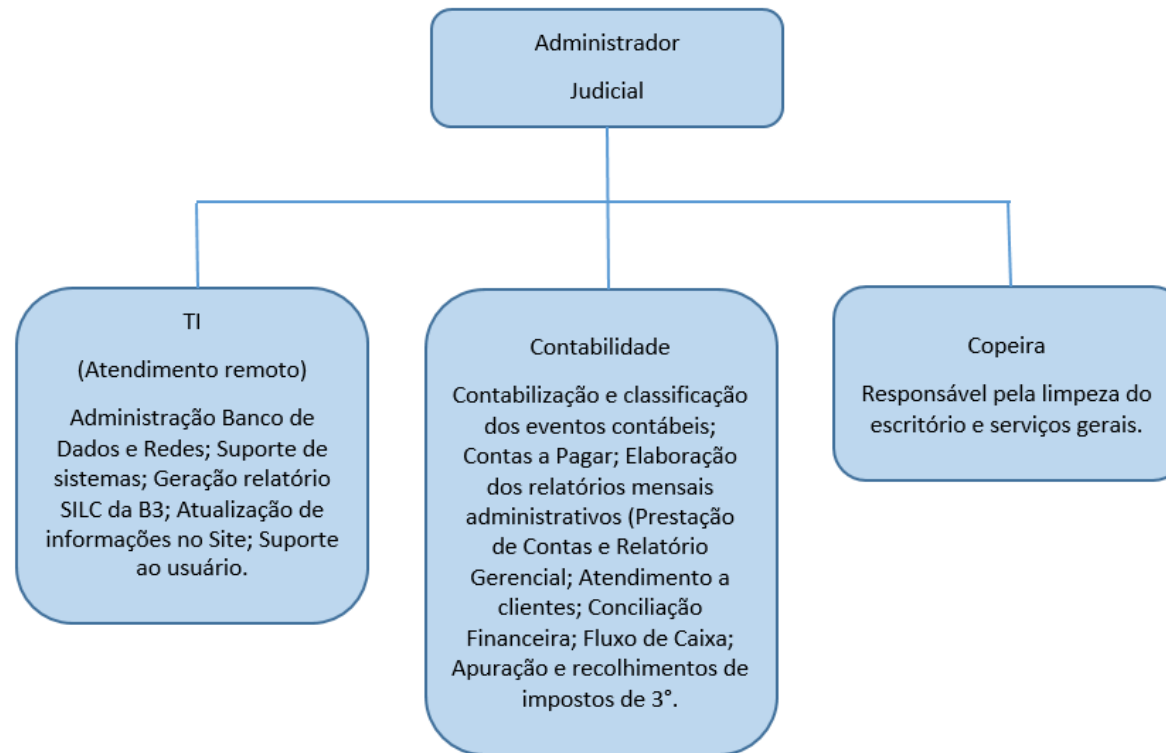 Administrador
Judicial
TI
(Atendimento remoto)
Administração Banco de
Dados e Redes; Suporte de
sistemas; Geração relatório
SILC da B3; Atualização de
informações no Site; Suporte
ao usuário.
Contabilidade
Contabilização e classificação
dos eventos contábeis;
Contas a Pagar; Elaboração
dos relatórios mensais
administrativos (Prestação
de Contas e Relatório
Gerencial; Atendimento a
clientes; Conciliação
Financeira; Fluxo de Caixa;
Apuração e recolhimentos de
impostos de 3°.
Copeira
Responsável pela limpeza do
escritório e serviços gerais.